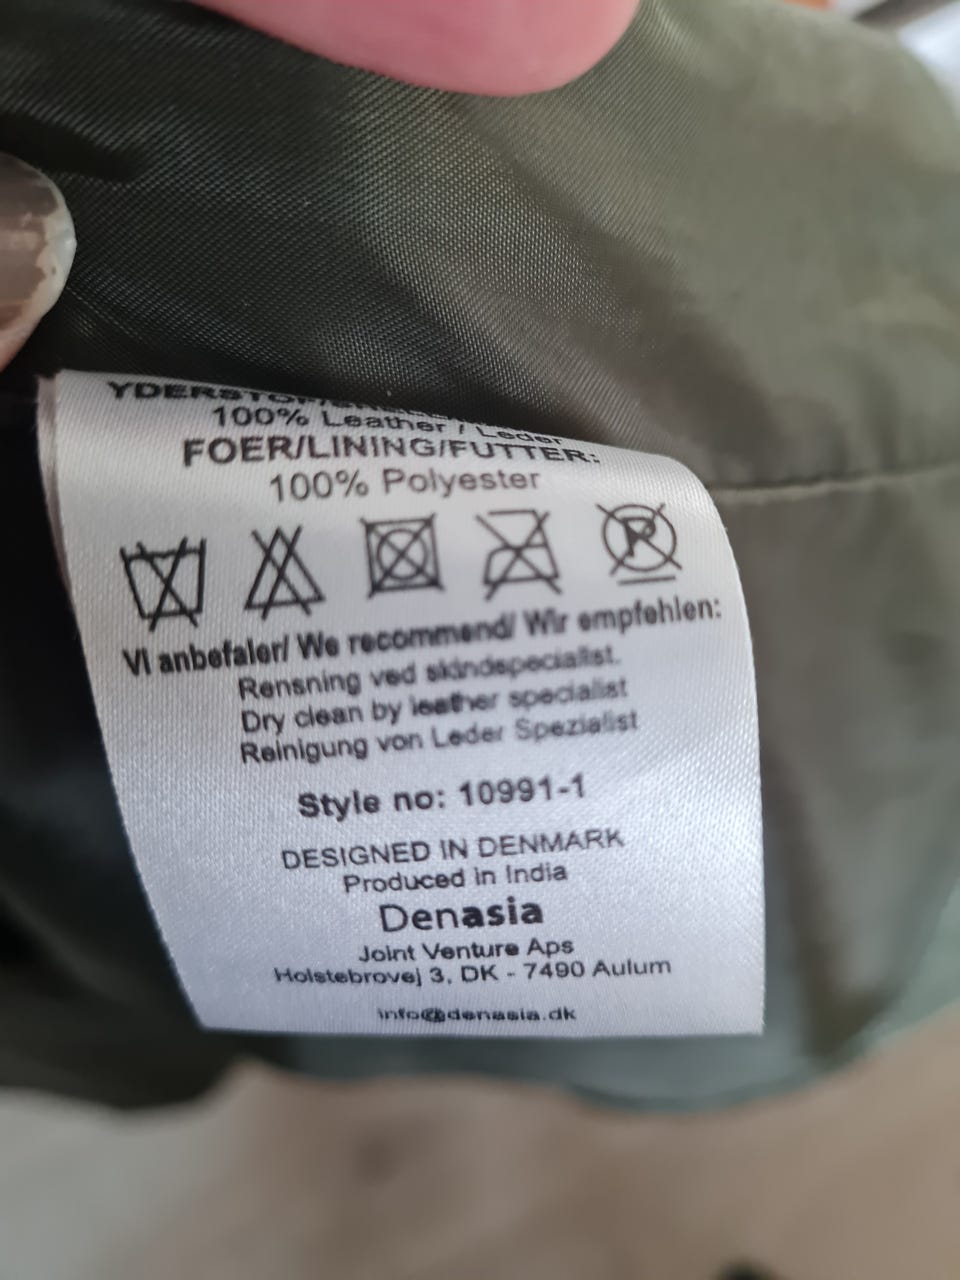 YDERSTOF/SHELL
100% Leather / Leder
FOER/LINING/FUTTER:
100% Polyester
P
Vi anbefaler/ We recommend/ Wir empfehlen:
Rensning ved skindspecialist.
Dry clean by leather specialist
Reinigung von Leder Spezialist
Style no: 10991-1
DESIGNED IN DENMARK
Produced in India
Denasia
Joint Venture Aps
Holstebrovej 3, DK - 7490 Aulum
info@denasia.dk